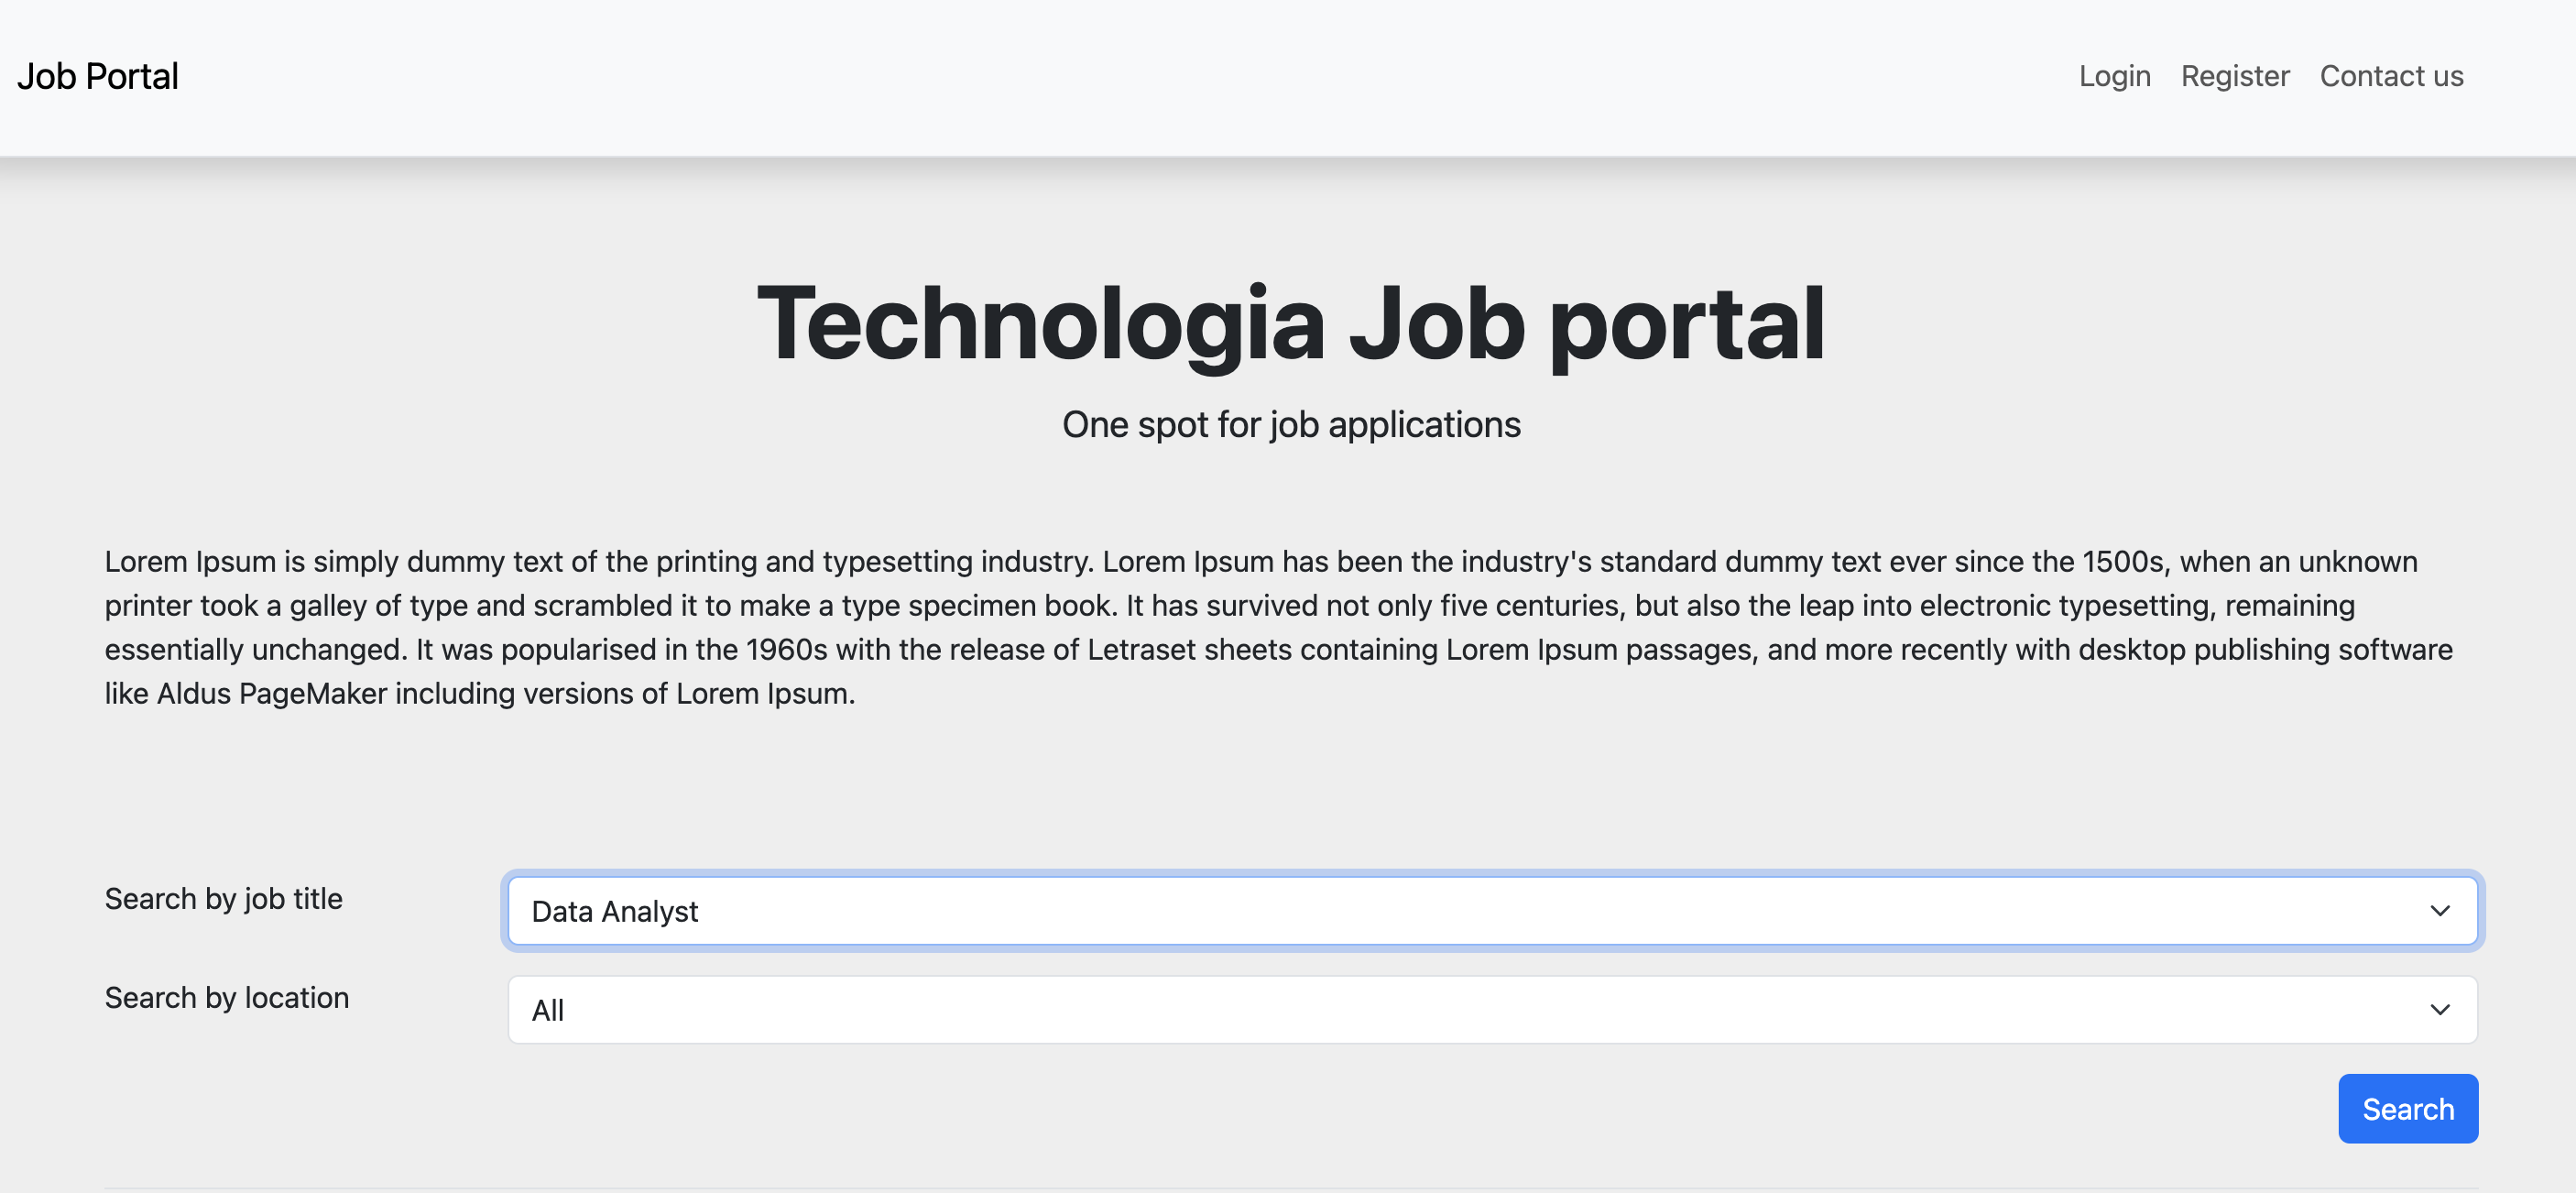 Job Portal
Login Register Contact us
Technologia Job portal
One spot for job applications
Lorem Ipsum is simply dummy text of the printing and typesetting industry. Lorem Ipsum has been the industry's standard dummy text ever since the 1500s, when an unknown
printer took a galley of type and scrambled it to make a type specimen book. It has survived not only five centuries, but also the leap into electronic typesetting, remaining
essentially unchanged. It was popularised in the 1960s with the release of Letraset sheets containing Lorem Ipsum passages, and more recently with desktop publishing software
like Aldus PageMaker including versions of Lorem Ipsum.
Search by job title
Data Analyst
Search by location
All
Search